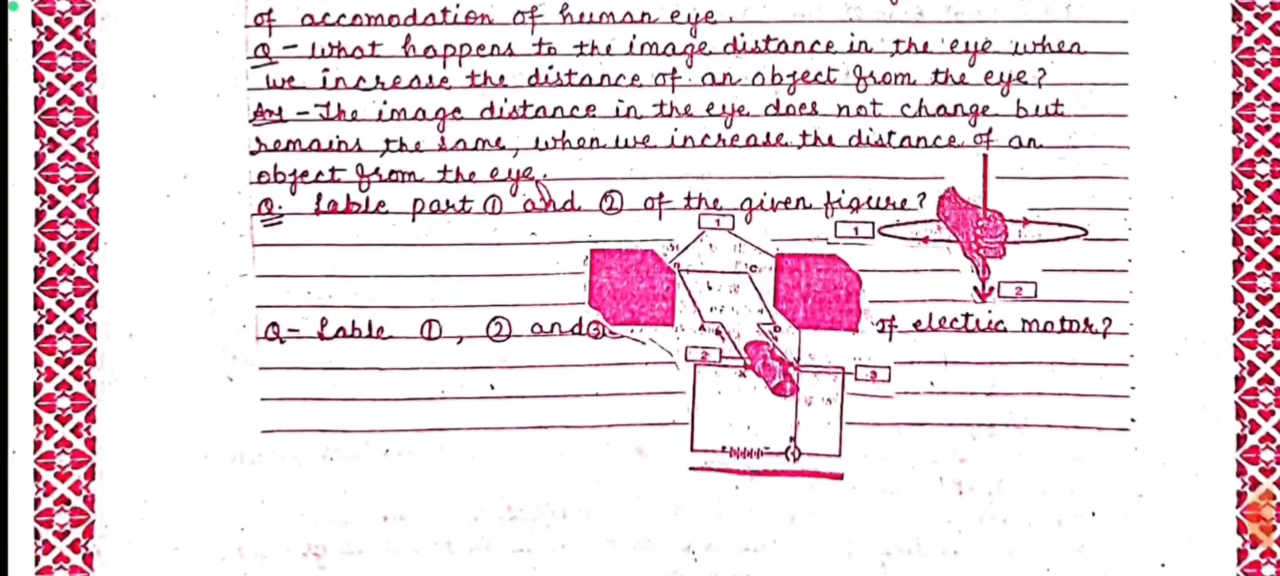 of accomodation of human eye.
Q - What happens to the image distance in the eye when
we increase the distance of an object from the eye?
Ans - The image distance in the eye does not change but
remains the same, when we increase the distance of an
object from the eye.
Q. Lable part ① and ② of the given figure?
1
1
2
Q - Lable ①, ② and ③ of electric motor?
B
C
A
D
2
3
X